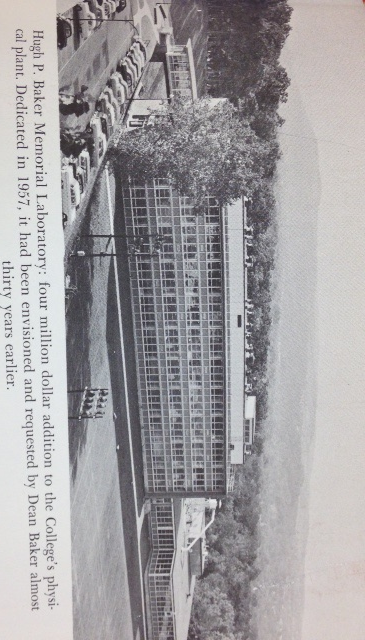 Hugh P. Baker Memorial Laboratory: four million dollar addition to the College's physi-
cal plant. Dedicated in 1957, it had been envisioned and requested by Dean Baker almost
thirty years earlier.